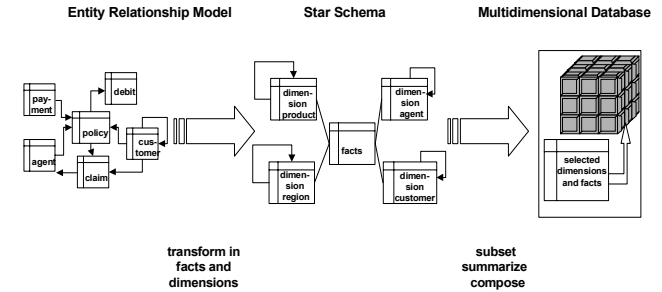 Entity Relationship Model
Star Schema
Multidimensional Database
debit
pay-
ment
policy
cus-
tomer
agent
claim
dimen-
sion
product
dimen-
sion
agent
facts
dimen-
sion
region
dimen-
sion
customer
selected
dimensions
and facts
transform in
facts and
dimensions
subset
summarize
compose